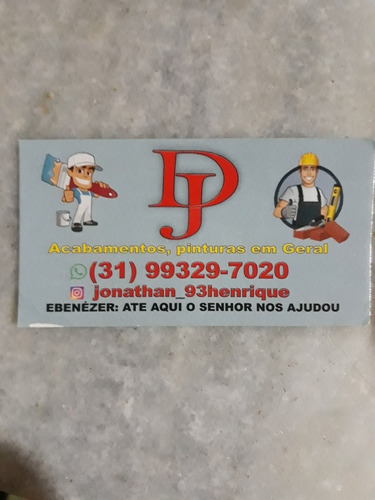 DJ
Acabamentos, pinturas em Geral
(31) 99329-7020
jonathan_93henrique
EBENÉZER: ATE AQUI O SENHOR NOS AJUDOU